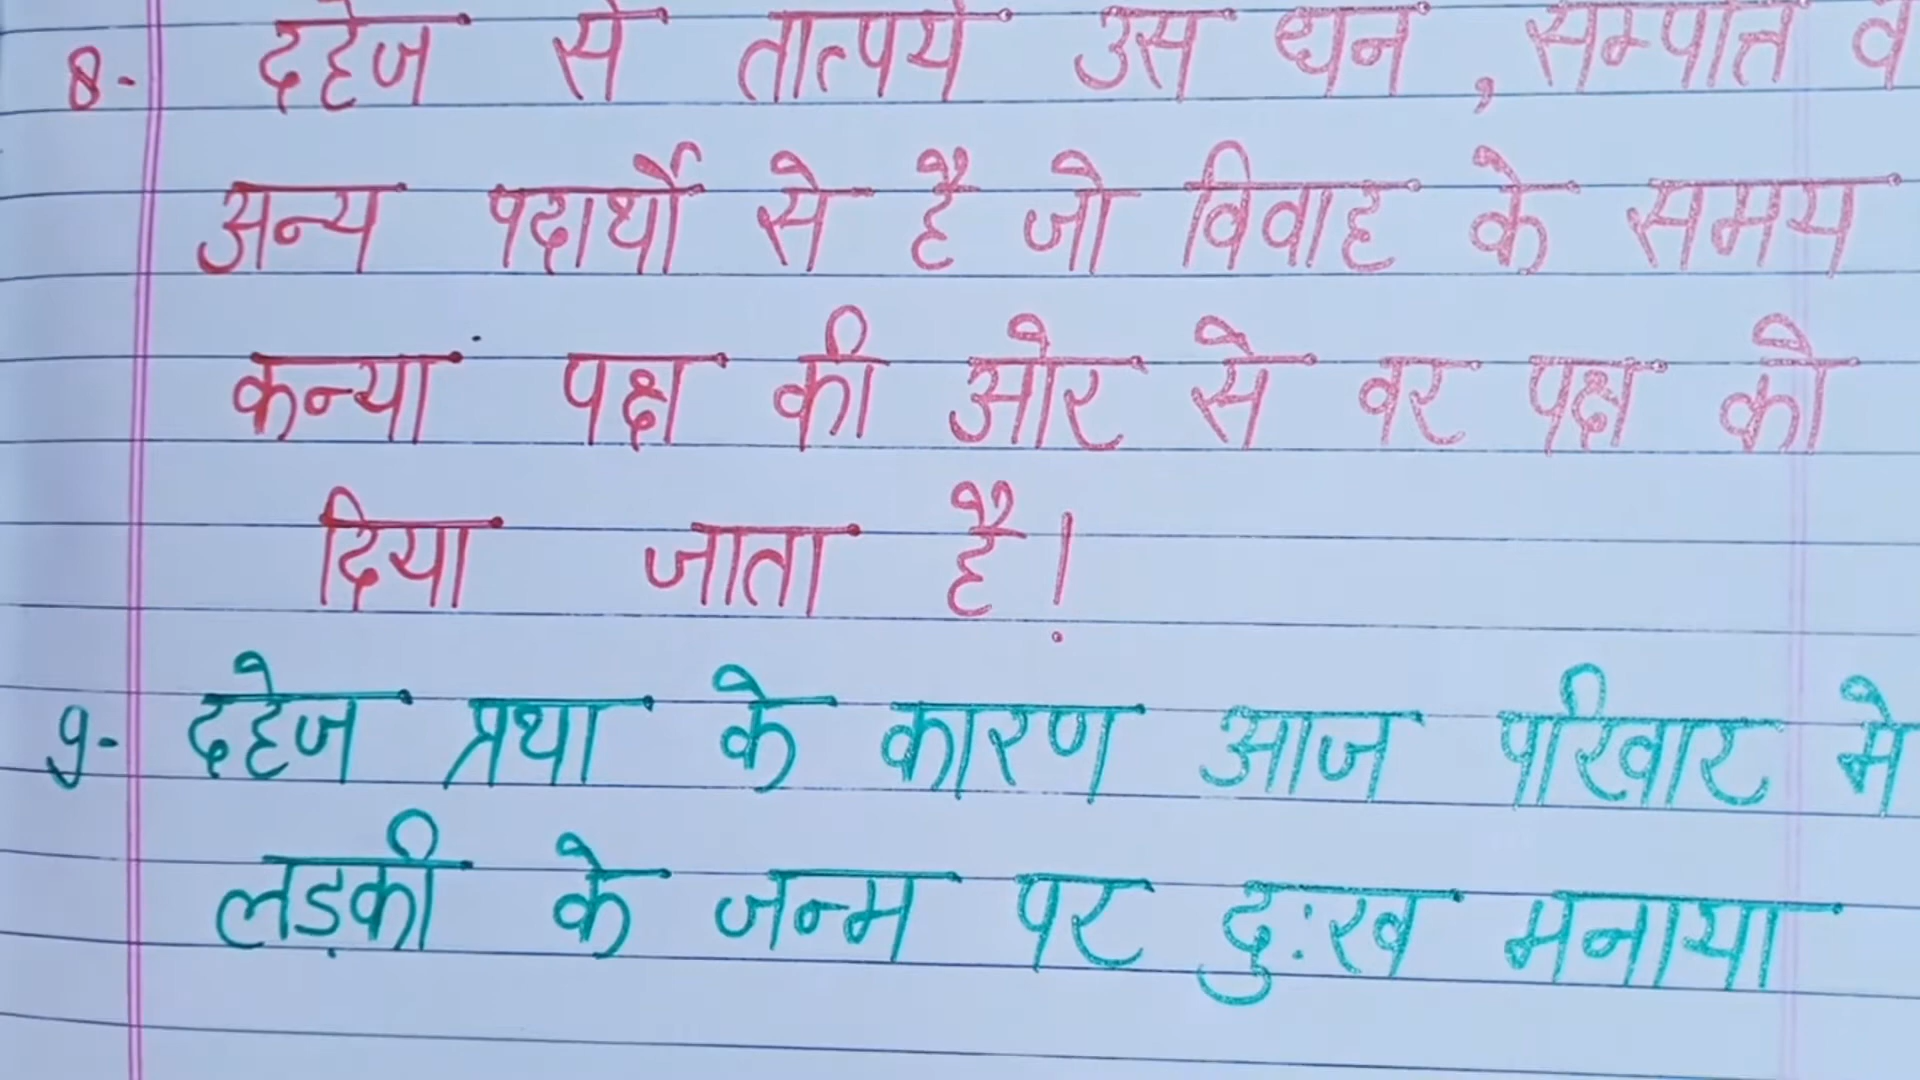 8- दहेज से तात्पर्य उस धन , सम्पत्ति व
अन्य पदार्थों से है जो विवाह के समय
कन्या पक्ष की ओर से वर पक्ष को
दिया जाता है!
9- दहेज प्रथा के कारण आज परिवार मे
लड़की के जन्म पर दु:ख मनाया